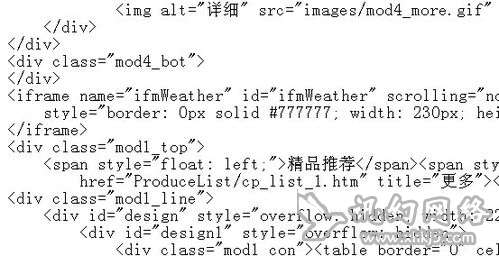 <img alt="详细" src="images/mod4_more.gif"
</div>
</div>
<div class="mod4_bot">
</div>
<iframe name="ifmWeather" id="ifmWeather" scrolling="no
style="border: 0px solid #777777; width: 230px; hei
</iframe>
<div class="mod1_top">
<span style="float: left;">精品推荐</span><span sty
href="ProduceList/cp_list_1.htm" title="更多"><
<div class="mod1_line">
<div id="design" style="overflow: hidden; width: 22
<div id="design1" style="overflow: hidden;
<div class="mod1_con"><table border="0" cel